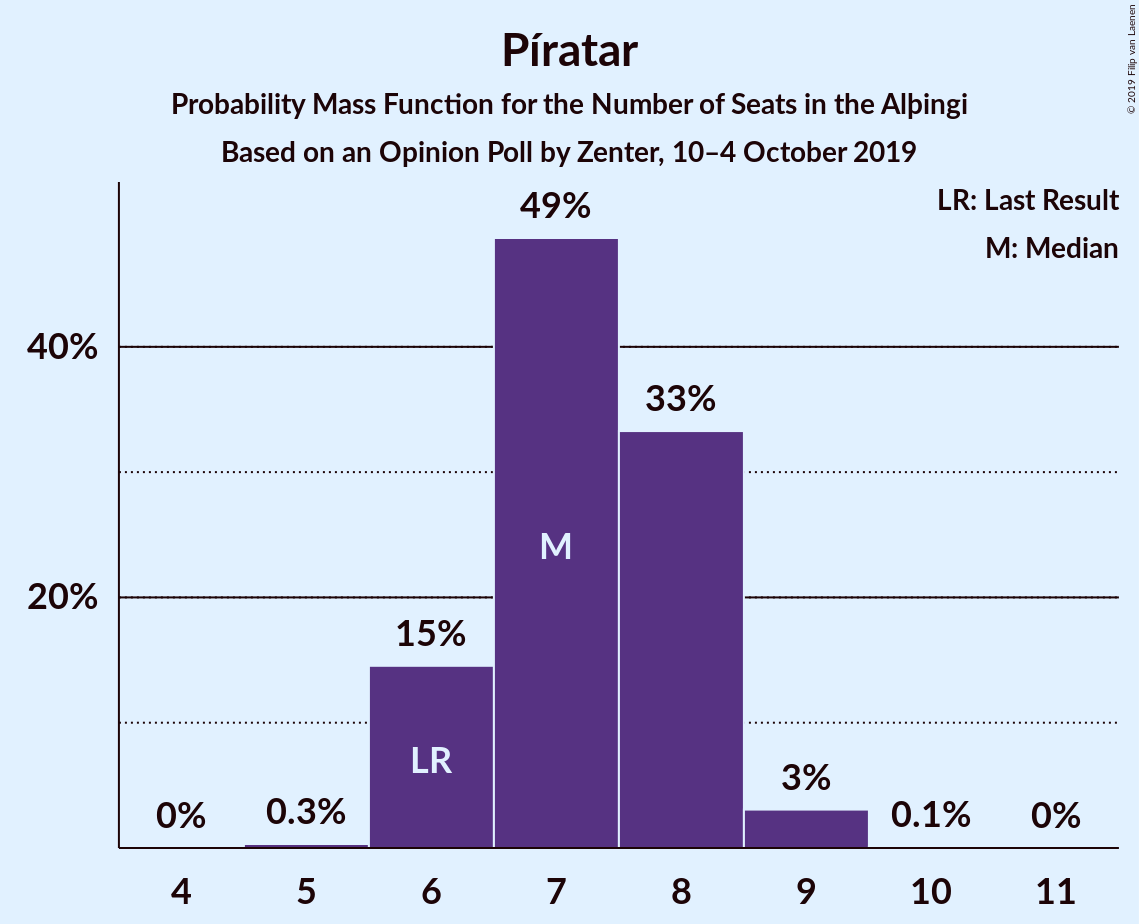 Píratar
Probability Mass Function for the Number of Seats in the Alþingi
Based on an Opinion Poll by Zenter, 10–4 October 2019
© 2019 Filip van Laenen
LR: Last Result
M: Median
49%
40%
33%
M
20%
15%
LR
3%
0%
0.3%
0.1%
0%
4
5
6
7
8
9
10
11